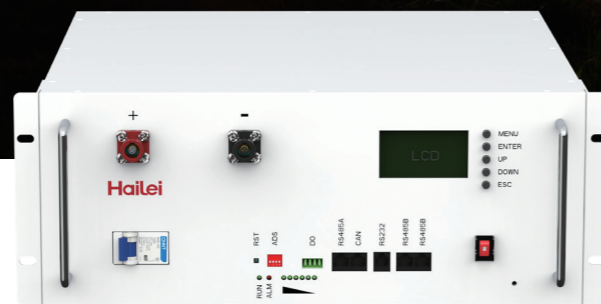 + -
MENU
ENTER
LCD
UP
DOWN
ESC
Hailei
RST
ADS
DO
RS485A
CAN
RS232
RS485B
RS485B
RUN
ALM